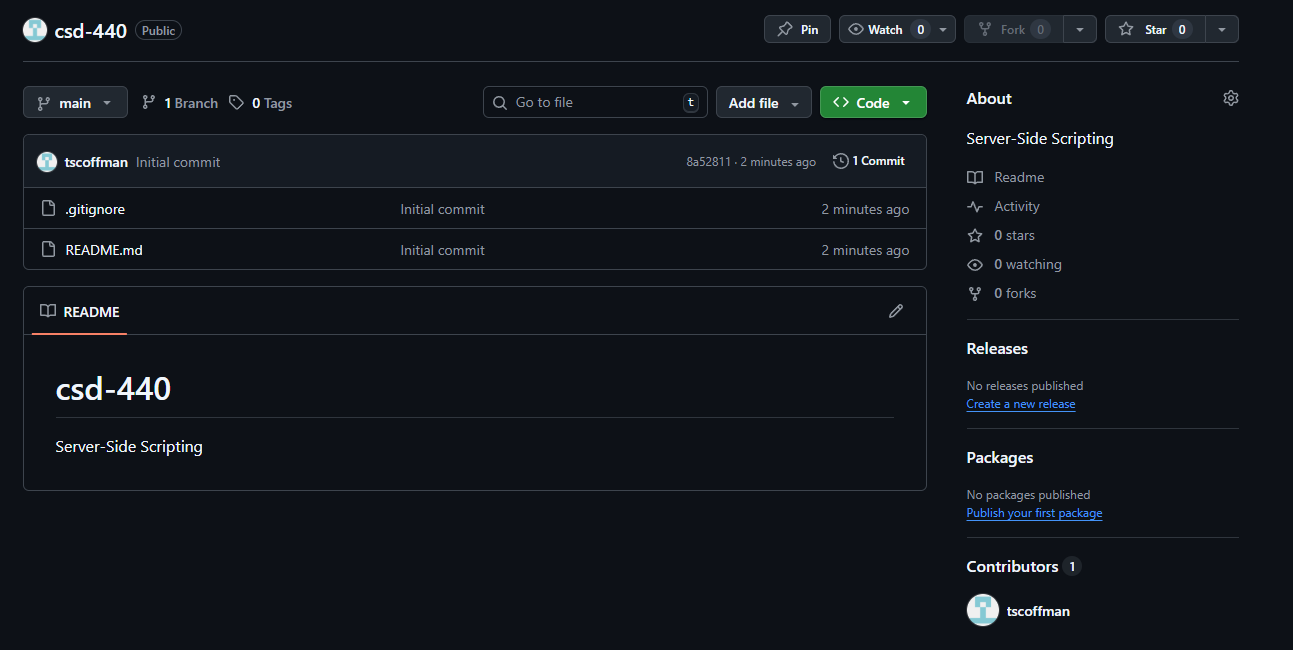 csd-440 Public Pin Watch 0 Fork 0 Star 0
main 1 Branch 0 Tags Go to file t Add file Code
tscoffman Initial commit 8a52811 · 2 minutes ago 1 Commit
.gitignore Initial commit 2 minutes ago
README.md Initial commit 2 minutes ago
README
csd-440
Server-Side Scripting
About
Server-Side Scripting
Readme
Activity
0 stars
0 watching
0 forks
Releases
No releases published
Create a new release
Packages
No packages published
Publish your first package
Contributors 1
tscoffman